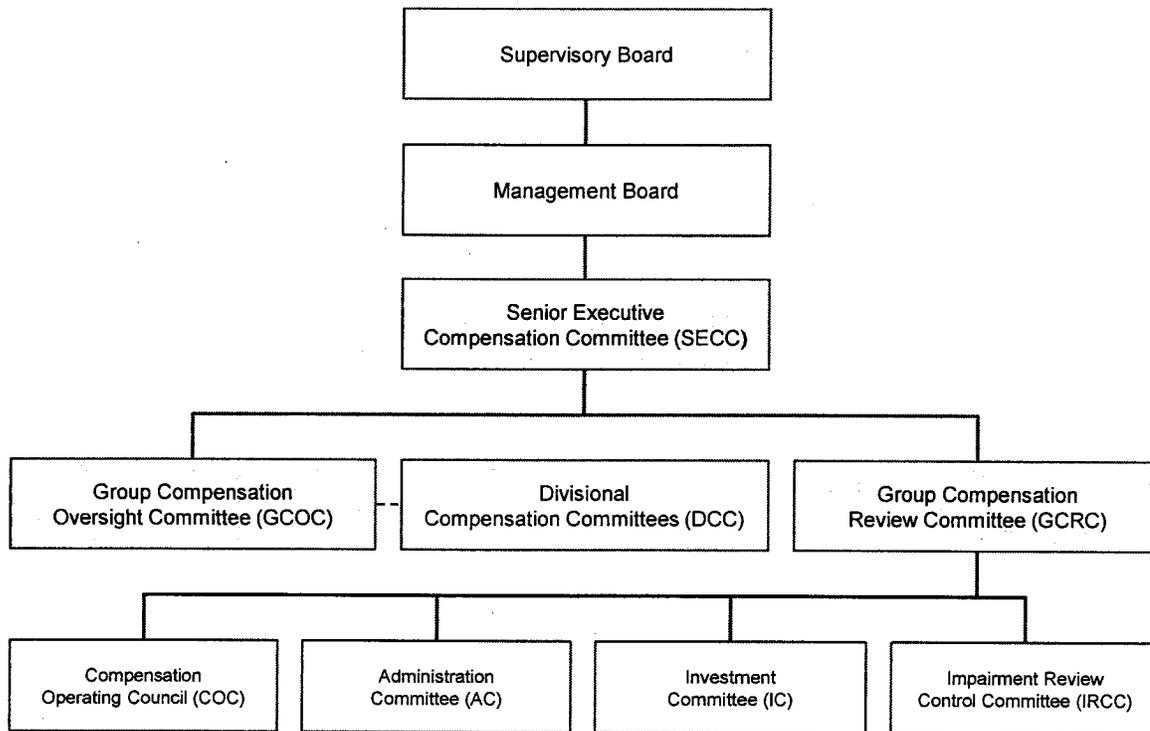 Supervisory Board
Management Board
Senior Executive
Compensation Committee (SECC)
Group Compensation
Oversight Committee (GCOC)
Divisional
Compensation Committees (DCC)
Group Compensation
Review Committee (GCRC)
Compensation
Operating Council (COC)
Administration
Committee (AC)
Investment
Committee (IC)
Impairment Review
Control Committee (IRCC)